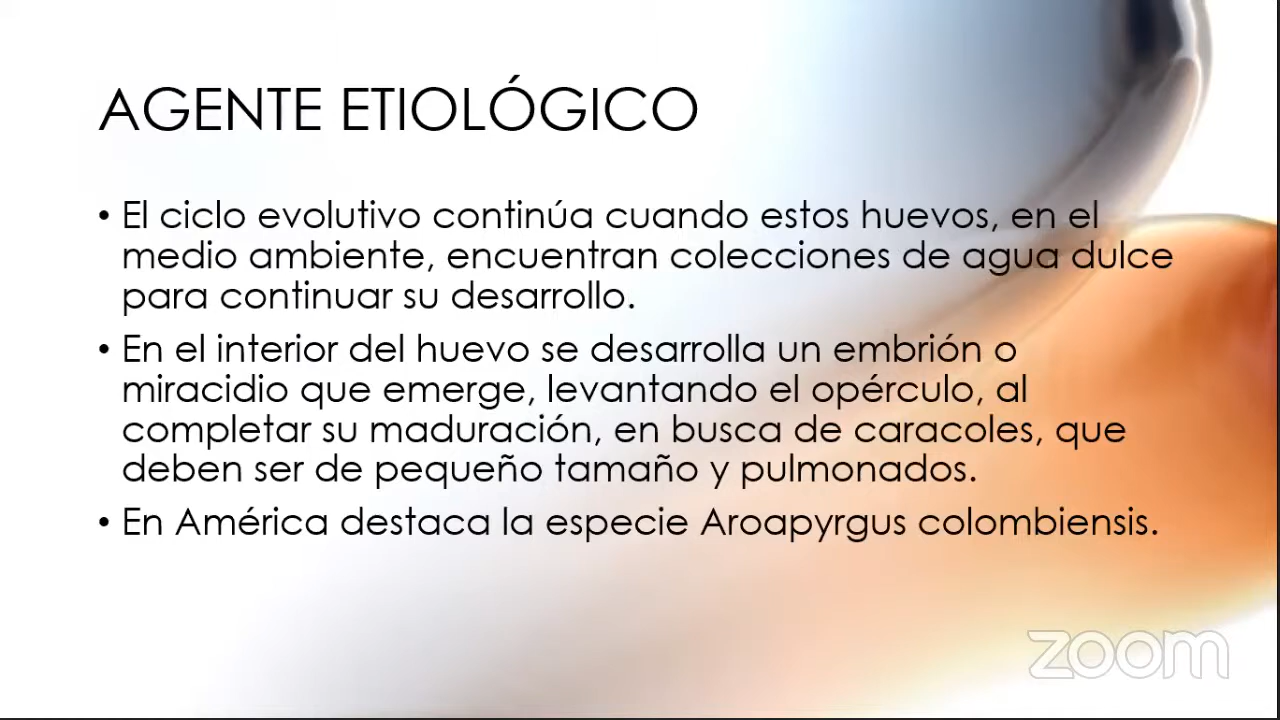 AGENTE ETIOLÓGICO
• El ciclo evolutivo continúa cuando estos huevos, en el
medio ambiente, encuentran colecciones de agua dulce
para continuar su desarrollo.
• En el interior del huevo se desarrolla un embrión o
miracidio que emerge, levantando el opérculo, al
completar su maduración, en busca de caracoles, que
deben ser de pequeño tamaño y pulmonados.
• En América destaca la especie Aroapyrgus colombiensis.
zoom